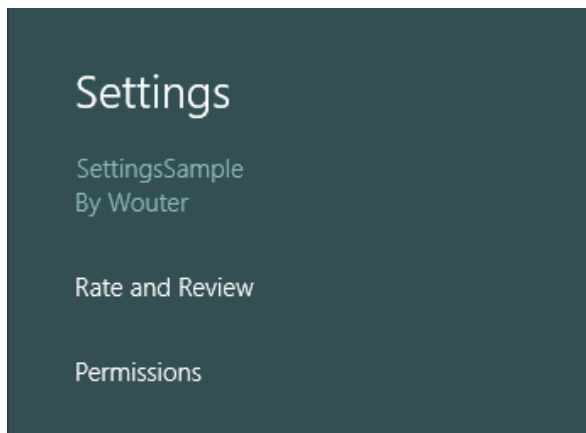 Settings
SettingsSample
By Wouter
Rate and Review
Permissions